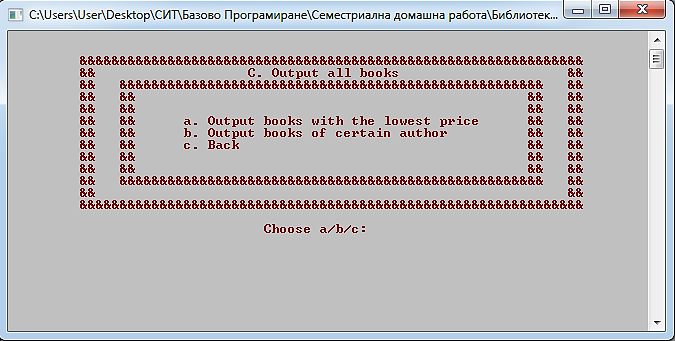 C:\Users\User\Desktop\СИТ\Базово Програмиране\Семестриална домашна работа\Библиотек...
&&&&&&&&&&&&&&&&&&&&&&&&&&&&&&&&&&&&&&&&&&&&&&&&&&&&&&&&&&&&&&&
&& C. Output all books &&
&& &&&&&&&&&&&&&&&&&&&&&&&&&&&&&&&&&&&&&&&&&&&&&&&&&&&&& &&
&& && && &&
&& && && &&
&& && a. Output books with the lowest price && &&
&& && b. Output books of certain author && &&
&& && c. Back && &&
&& && && &&
&& && && &&
&& &&&&&&&&&&&&&&&&&&&&&&&&&&&&&&&&&&&&&&&&&&&&&&&&&&&&& &&
&& &&
&&&&&&&&&&&&&&&&&&&&&&&&&&&&&&&&&&&&&&&&&&&&&&&&&&&&&&&&&&&&&&&
Choose a/b/c: